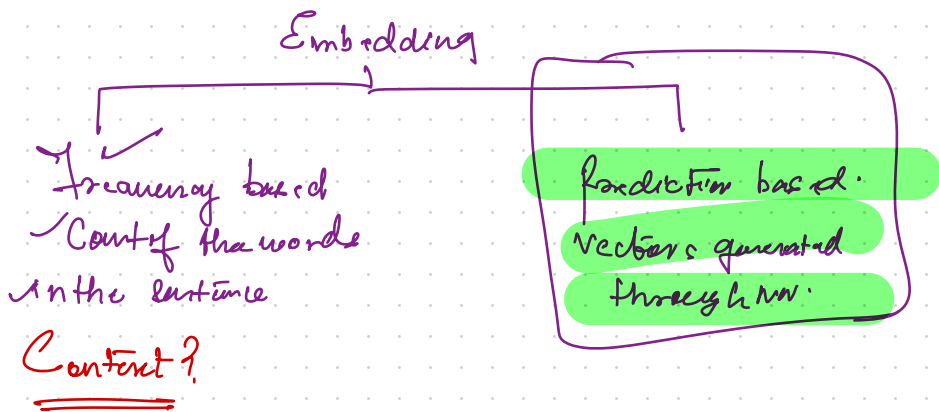 Embedding
Frequency based
Count of the words
in the sentence
Context?
Prediction based.
Vectors generated
through NN.